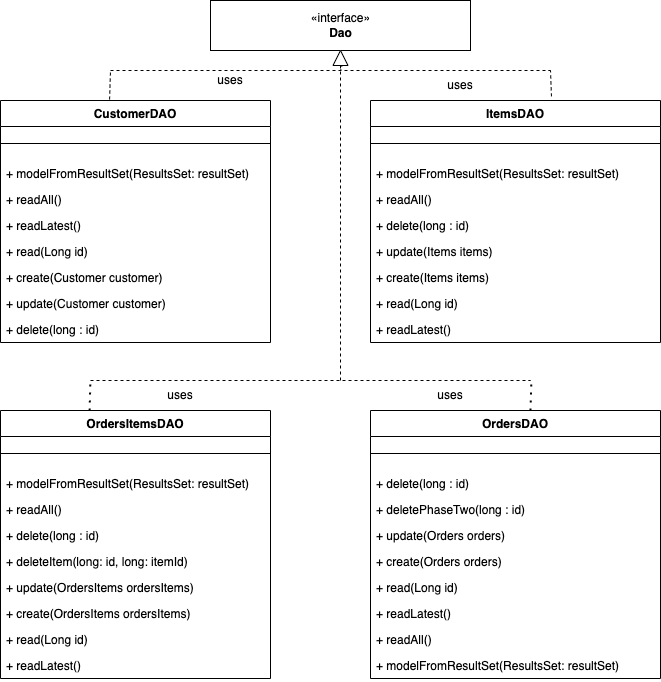 «interface»
Dao
uses
uses
CustomerDAO
+ modelFromResultSet(ResultsSet: resultSet)
+ readAll()
+ readLatest()
+ read(Long id)
+ create(Customer customer)
+ update(Customer customer)
+ delete(long : id)
ItemsDAO
+ modelFromResultSet(ResultsSet: resultSet)
+ readAll()
+ delete(long : id)
+ update(Items items)
+ create(Items items)
+ read(Long id)
+ readLatest()
uses
uses
OrdersItemsDAO
+ modelFromResultSet(ResultsSet: resultSet)
+ readAll()
+ delete(long : id)
+ deleteItem(long: id, long: itemId)
+ update(OrdersItems ordersItems)
+ create(OrdersItems ordersItems)
+ read(Long id)
+ readLatest()
OrdersDAO
+ delete(long : id)
+ deletePhaseTwo(long : id)
+ update(Orders orders)
+ create(Orders orders)
+ read(Long id)
+ readLatest()
+ readAll()
+ modelFromResultSet(ResultsSet: resultSet)